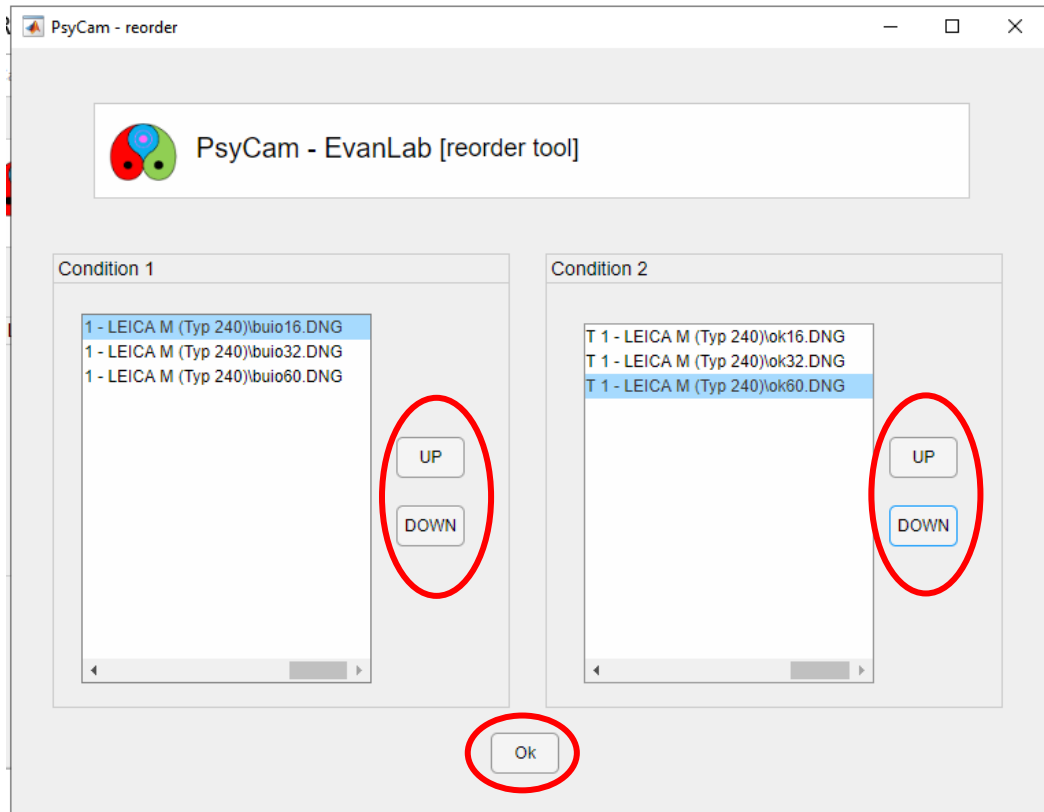 PsyCam - reorder
PsyCam - EvanLab [reorder tool]
Condition 1
1 - LEICA M (Typ 240)\buio16.DNG
1 - LEICA M (Typ 240)\buio32.DNG
1 - LEICA M (Typ 240)\buio60.DNG
UP
DOWN
Condition 2
T 1 - LEICA M (Typ 240)\ok16.DNG
T 1 - LEICA M (Typ 240)\ok32.DNG
T 1 - LEICA M (Typ 240)\ok60.DNG
UP
DOWN
Ok